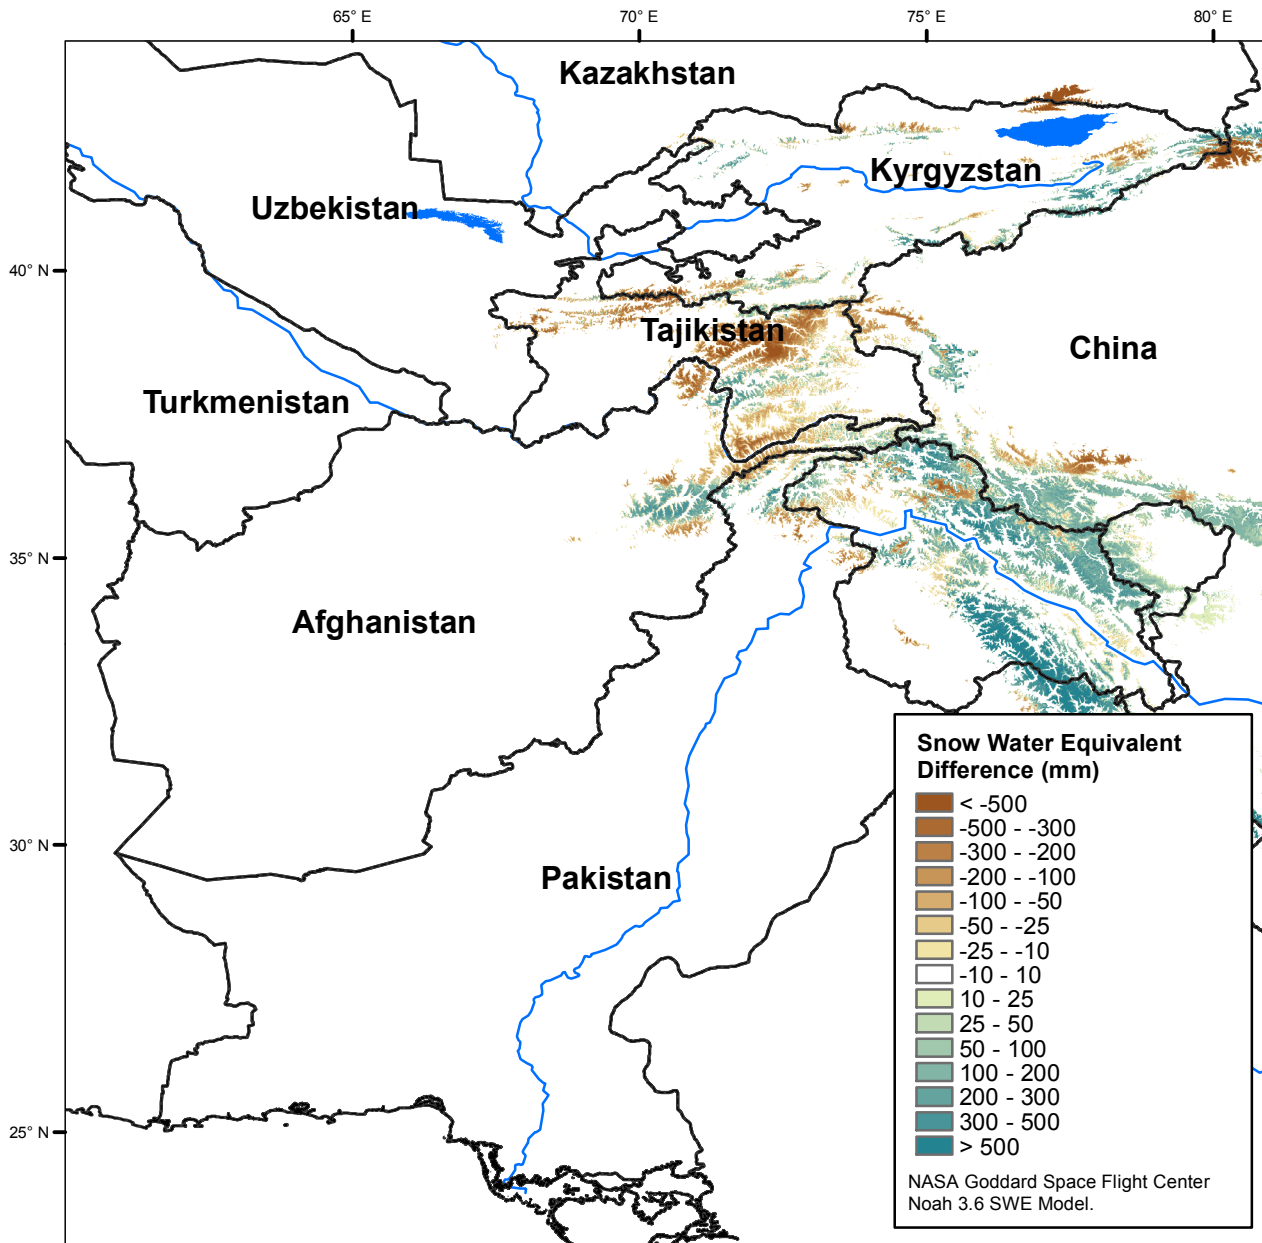 65° E
70° E
75° E
80° E
Kazakhstan
Kyrgyzstan
Uzbekistan
40° N
Tajikistan
China
Turkmenistan
35° N
Afghanistan
30° N
Pakistan
25° N
Snow Water Equivalent
Difference (mm)
< -500
-500 - -300
-300 - -200
-200 - -100
-100 - -50
-50 - -25
-25 - -10
-10 - 10
10 - 25
25 - 50
50 - 100
100 - 200
200 - 300
300 - 500
> 500
NASA Goddard Space Flight Center
Noah 3.6 SWE Model.